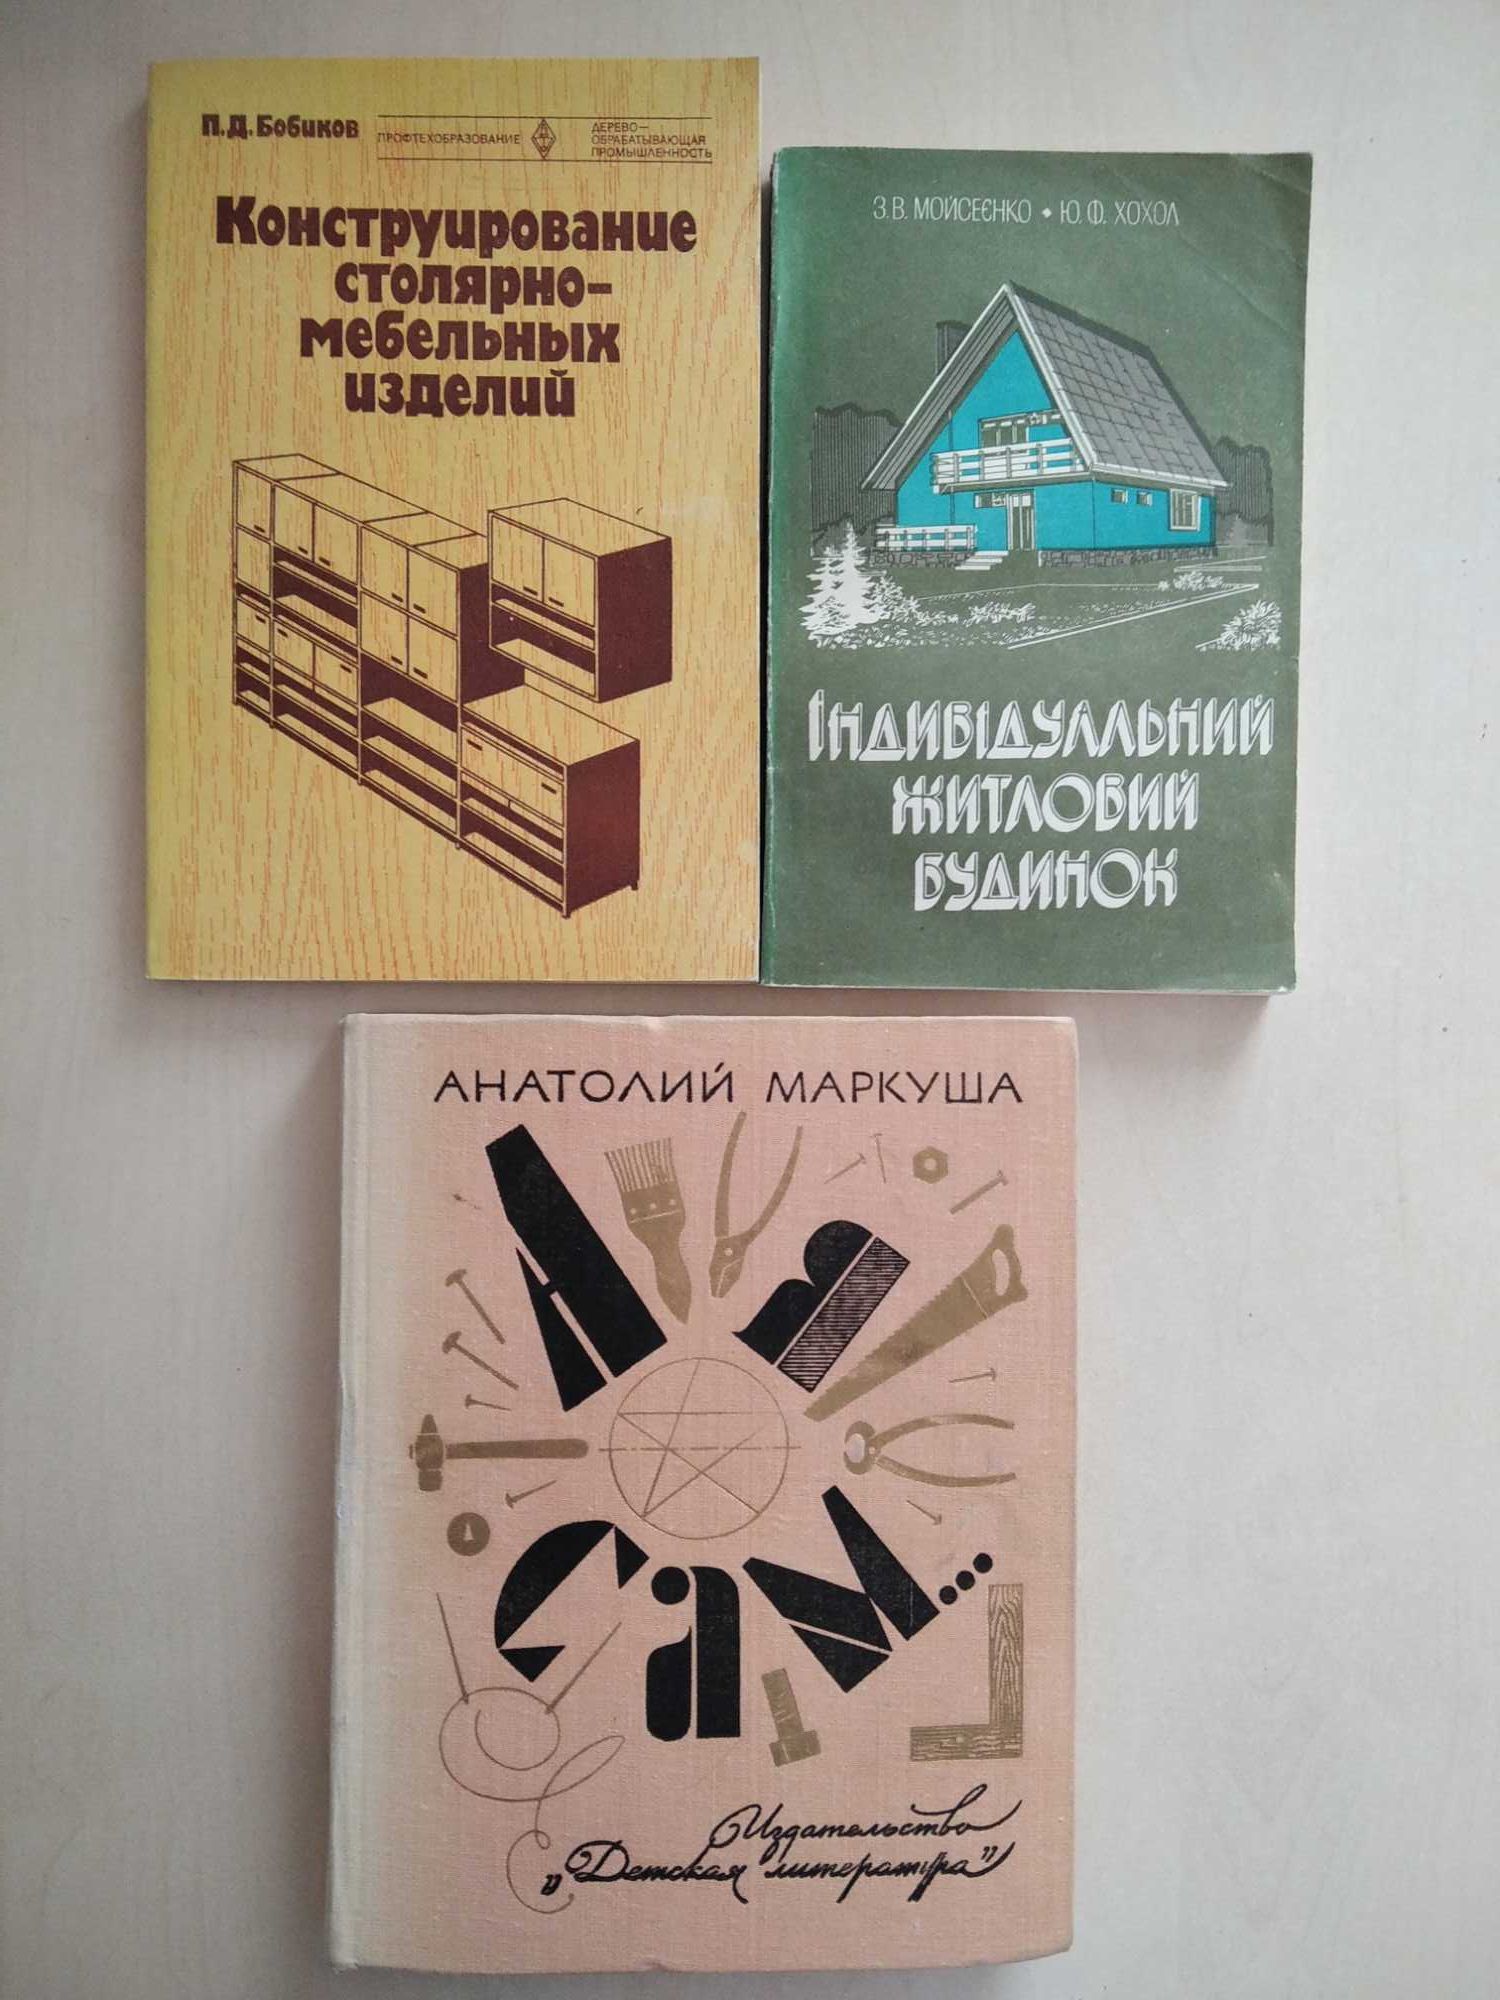 П.Д. Бобиков
ПРОФТЕХОБРАЗОВАНИЕ
ДЕРЕВО—
ОБРАБАТЫВАЮЩАЯ
ПРОМЫШЛЕННОСТЬ
Конструирование
столярно-
мебельных
изделий
З.В. МОЙСЕЄНКО • Ю.Ф. ХОХОЛ
ІНДИВІДУАЛЬНИЙ
ЖИТЛОВИЙ
БУДИНОК
АНАТОЛИЙ МАРКУША
А Я
САМ...
Издательство
„Детская литература"